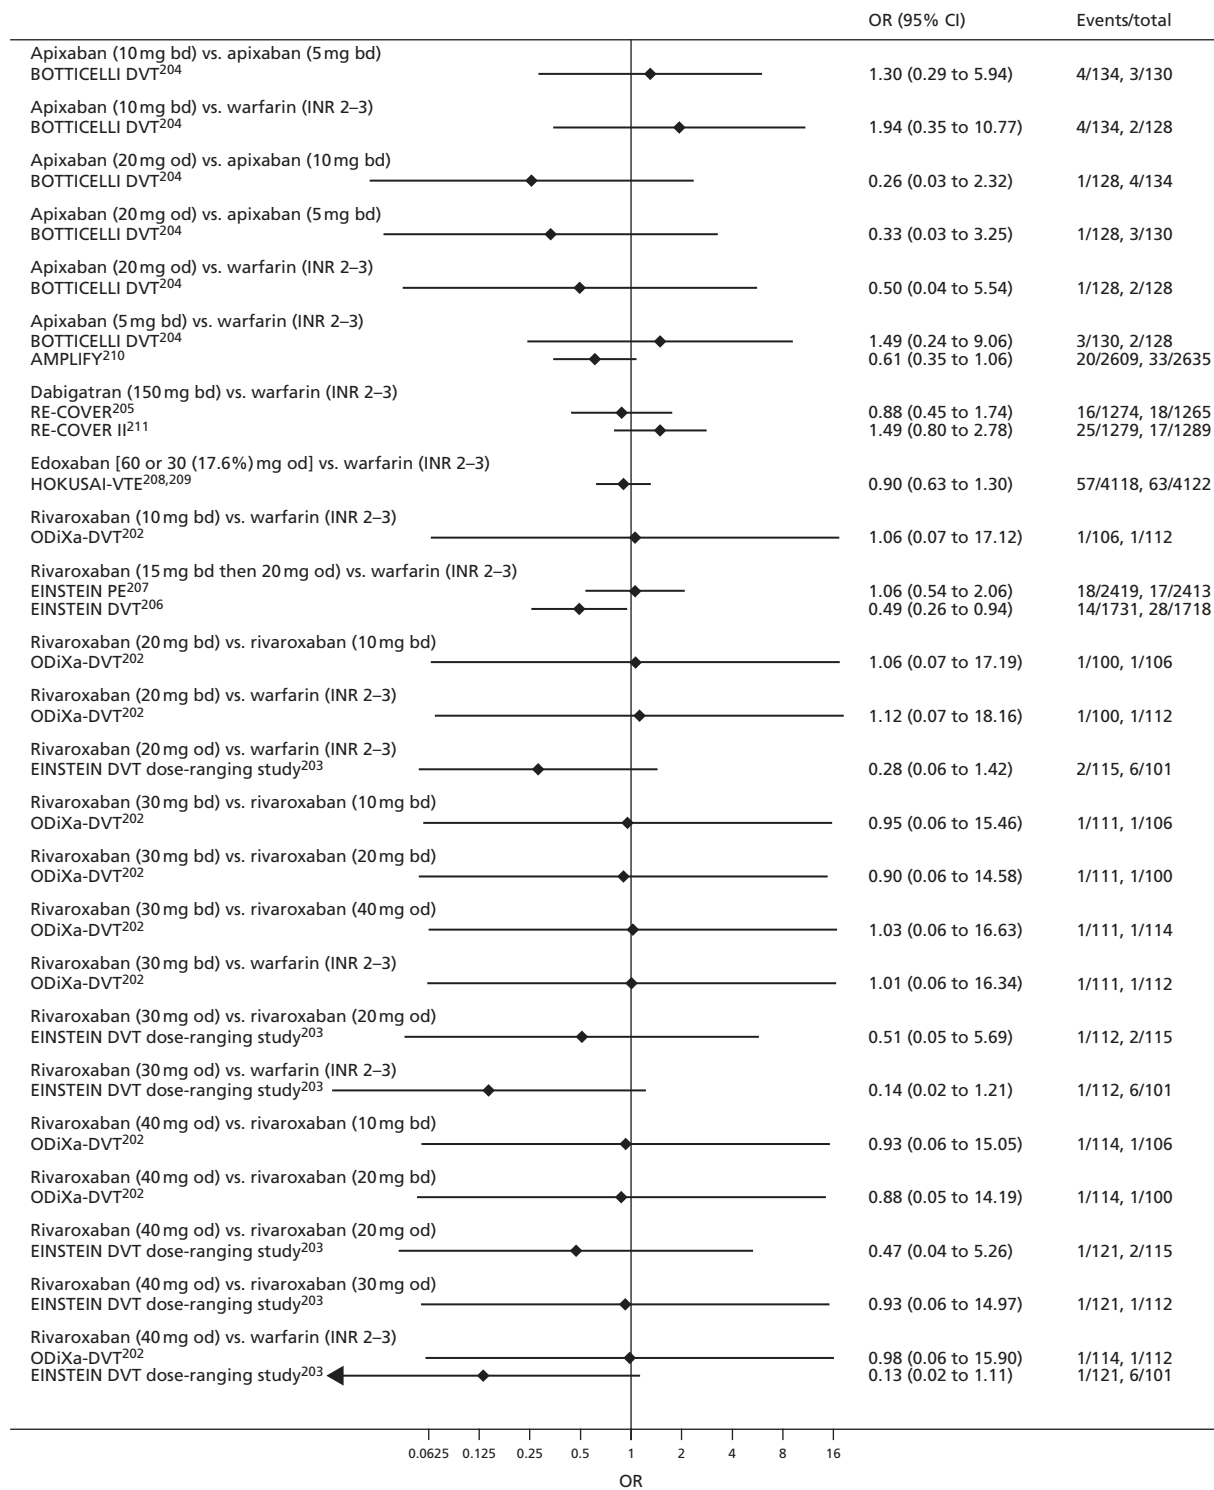 OR (95% CI) Events/total
Apixaban (10 mg bd) vs. apixaban (5 mg bd)
BOTTICELLI DVT204 1.30 (0.29 to 5.94) 4/134, 3/130
Apixaban (10 mg bd) vs. warfarin (INR 2–3)
BOTTICELLI DVT204 1.94 (0.35 to 10.77) 4/134, 2/128
Apixaban (20 mg od) vs. apixaban (10 mg bd)
BOTTICELLI DVT204 0.26 (0.03 to 2.32) 1/128, 4/134
Apixaban (20 mg od) vs. apixaban (5 mg bd)
BOTTICELLI DVT204 0.33 (0.03 to 3.25) 1/128, 3/130
Apixaban (20 mg od) vs. warfarin (INR 2–3)
BOTTICELLI DVT204 0.50 (0.04 to 5.54) 1/128, 2/128
Apixaban (5 mg bd) vs. warfarin (INR 2–3)
BOTTICELLI DVT204 1.49 (0.24 to 9.06) 3/130, 2/128
AMPLIFY210 0.61 (0.35 to 1.06) 20/2609, 33/2635
Dabigatran (150 mg bd) vs. warfarin (INR 2–3)
RE-COVER205 0.88 (0.45 to 1.74) 16/1274, 18/1265
RE-COVER II211 1.49 (0.80 to 2.78) 25/1279, 17/1289
Edoxaban [60 or 30 (17.6%) mg od] vs. warfarin (INR 2–3)
HOKUSAI-VTE208,209 0.90 (0.63 to 1.30) 57/4118, 63/4122
Rivaroxaban (10 mg bd) vs. warfarin (INR 2–3)
ODiXa-DVT202 1.06 (0.07 to 17.12) 1/106, 1/112
Rivaroxaban (15 mg bd then 20 mg od) vs. warfarin (INR 2–3)
EINSTEIN PE207 1.06 (0.54 to 2.06) 18/2419, 17/2413
EINSTEIN DVT206 0.49 (0.26 to 0.94) 14/1731, 28/1718
Rivaroxaban (20 mg bd) vs. rivaroxaban (10 mg bd)
ODiXa-DVT202 1.06 (0.07 to 17.19) 1/100, 1/106
Rivaroxaban (20 mg bd) vs. warfarin (INR 2–3)
ODiXa-DVT202 1.12 (0.07 to 18.16) 1/100, 1/112
Rivaroxaban (20 mg od) vs. warfarin (INR 2–3)
EINSTEIN DVT dose-ranging study203 0.28 (0.06 to 1.42) 2/115, 6/101
Rivaroxaban (30 mg bd) vs. rivaroxaban (10 mg bd)
ODiXa-DVT202 0.95 (0.06 to 15.46) 1/111, 1/106
Rivaroxaban (30 mg bd) vs. rivaroxaban (20 mg bd)
ODiXa-DVT202 0.90 (0.06 to 14.58) 1/111, 1/100
Rivaroxaban (30 mg bd) vs. rivaroxaban (40 mg od)
ODiXa-DVT202 1.03 (0.06 to 16.63) 1/111, 1/114
Rivaroxaban (30 mg bd) vs. warfarin (INR 2–3)
ODiXa-DVT202 1.01 (0.06 to 16.34) 1/111, 1/112
Rivaroxaban (30 mg od) vs. rivaroxaban (20 mg od)
EINSTEIN DVT dose-ranging study203 0.51 (0.05 to 5.69) 1/112, 2/115
Rivaroxaban (30 mg od) vs. warfarin (INR 2–3)
EINSTEIN DVT dose-ranging study203 0.14 (0.02 to 1.21) 1/112, 6/101
Rivaroxaban (40 mg od) vs. rivaroxaban (10 mg bd)
ODiXa-DVT202 0.93 (0.06 to 15.05) 1/114, 1/106
Rivaroxaban (40 mg od) vs. rivaroxaban (20 mg bd)
ODiXa-DVT202 0.88 (0.05 to 14.19) 1/114, 1/100
Rivaroxaban (40 mg od) vs. rivaroxaban (20 mg od)
EINSTEIN DVT dose-ranging study203 0.47 (0.04 to 5.26) 1/121, 2/115
Rivaroxaban (40 mg od) vs. rivaroxaban (30 mg od)
EINSTEIN DVT dose-ranging study203 0.93 (0.06 to 14.97) 1/121, 1/112
Rivaroxaban (40 mg od) vs. warfarin (INR 2–3)
ODiXa-DVT202 0.98 (0.06 to 15.90) 1/114, 1/112
EINSTEIN DVT dose-ranging study203 0.13 (0.02 to 1.11) 1/121, 6/101
0.0625 0.125 0.25 0.5 1 2 4 8 16
OR